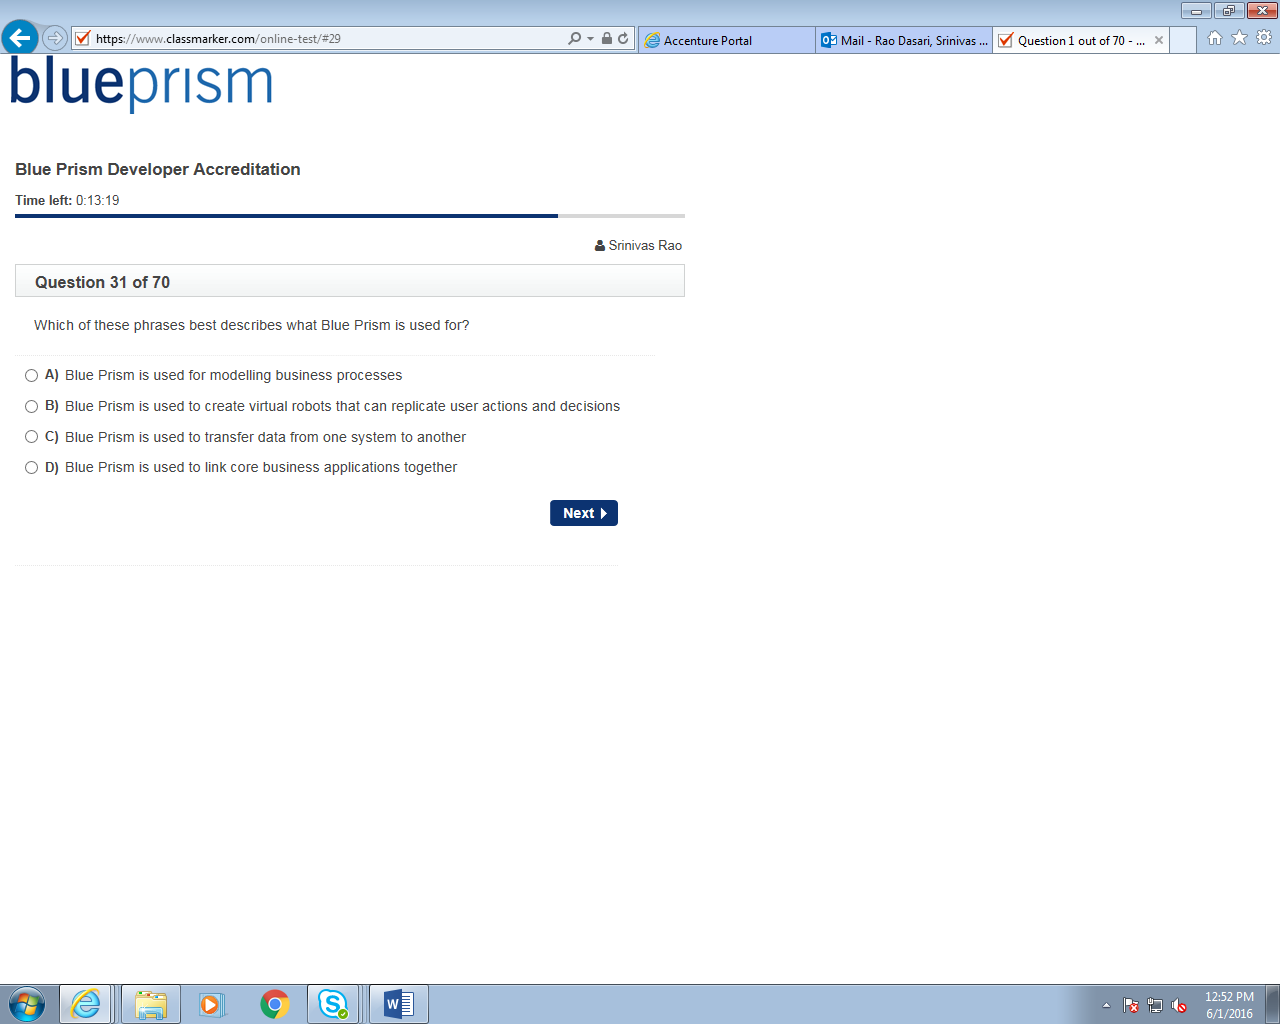 https://www.classmarker.com/online-test/#29
Accenture Portal
Mail - Rao Dasari, Srinivas ...
Question 1 out of 70 - ...
blueprism
Blue Prism Developer Accreditation
Time left: 0:13:19
Srinivas Rao
Question 31 of 70
Which of these phrases best describes what Blue Prism is used for?
A) Blue Prism is used for modelling business processes
B) Blue Prism is used to create virtual robots that can replicate user actions and decisions
C) Blue Prism is used to transfer data from one system to another
D) Blue Prism is used to link core business applications together
Next
12:52 PM
6/1/2016